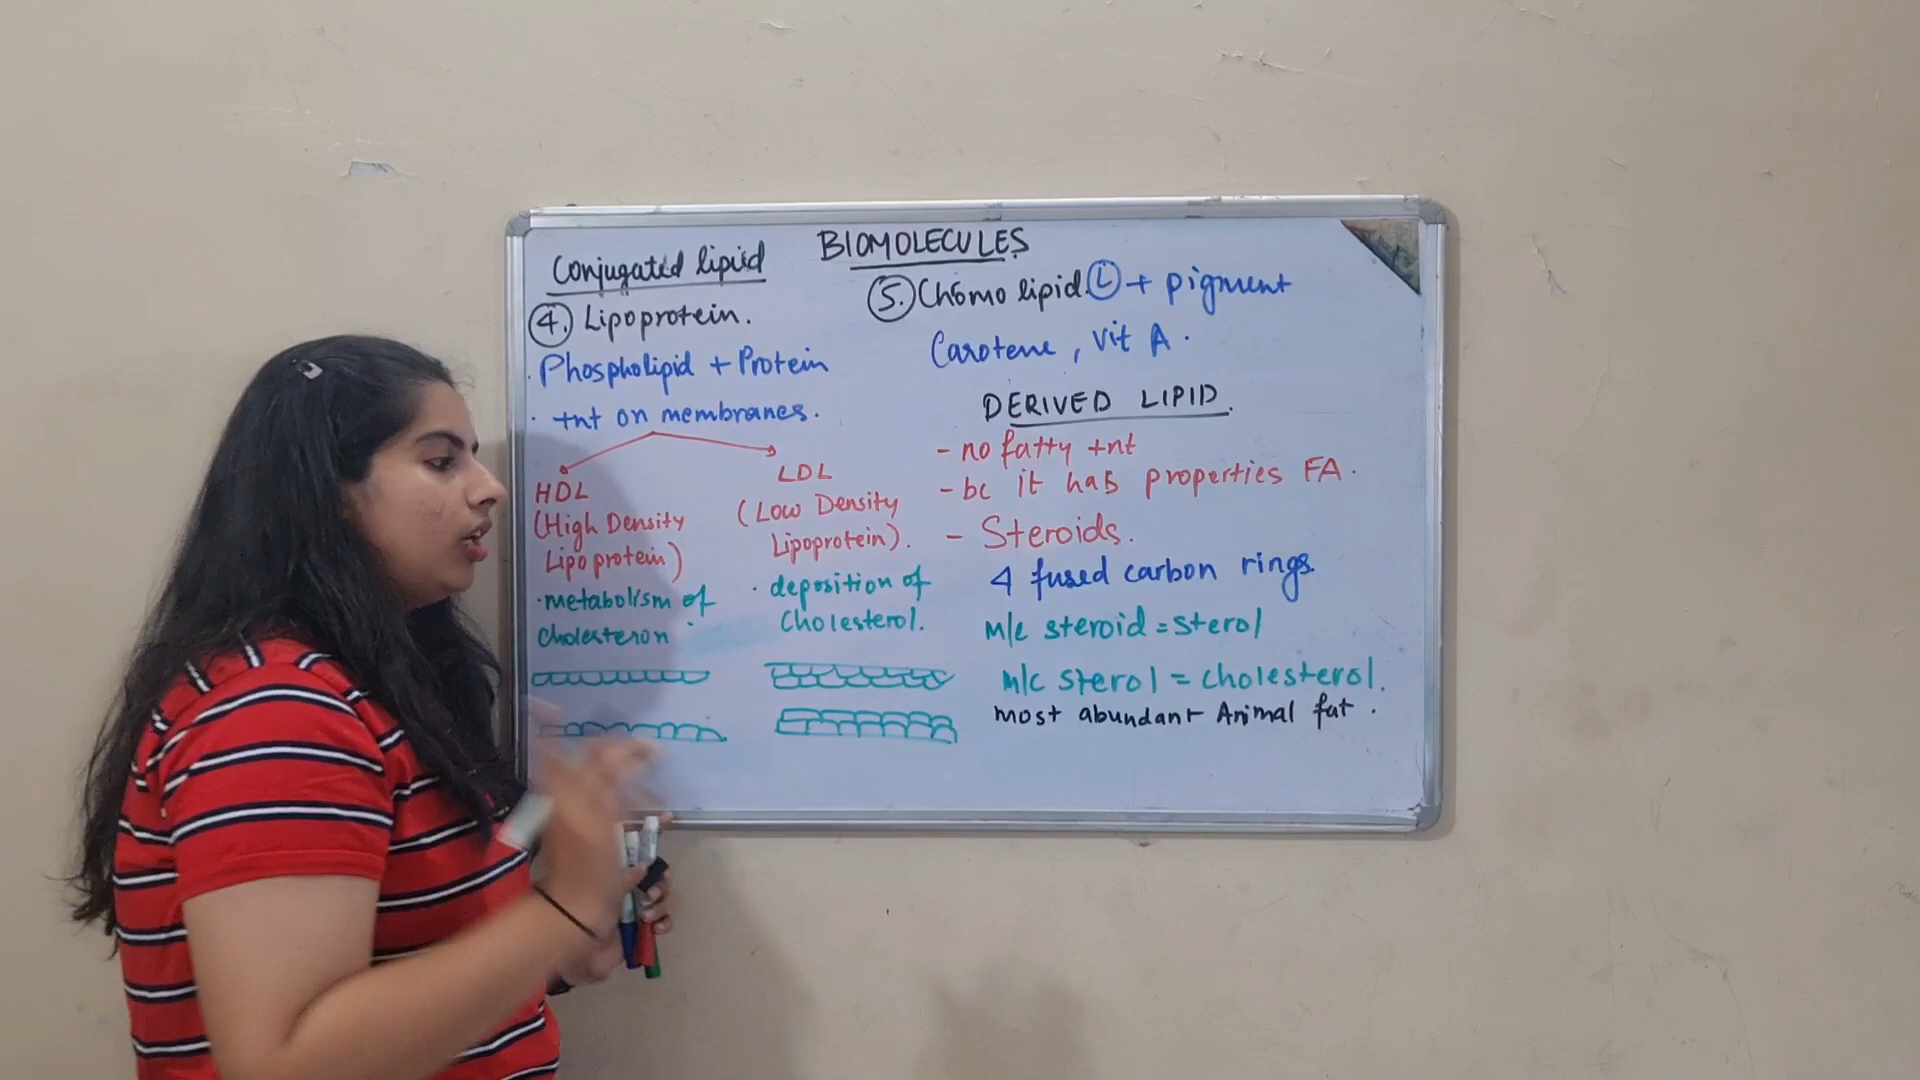 BIOMOLECULES
Conjugated lipid
4. Lipoprotein.
. Phospholipid + Protein
. +nt on membranes.
HDL
(High Density
Lipoprotein)
. metabolism of
cholesteron .
LDL
(Low Density
Lipoprotein).
. deposition of
Cholesterol.
5. Chromo lipid. L + pigment
Carotene, vit A.
DERIVED LIPID.
- no fatty +nt
- bc it has properties FA.
- Steroids.
4 fused carbon rings.
m/c steroid = sterol
m/c sterol = cholesterol.
most abundant Animal fat.